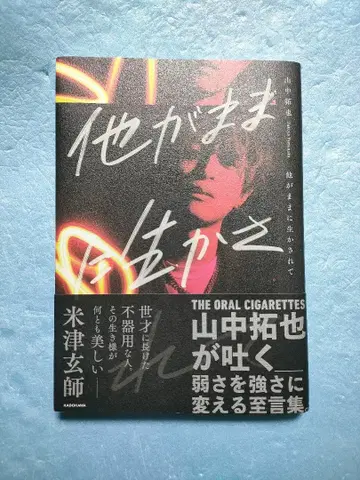 山中拓也 Takuya Yamanaka 他がままに生かされて
他がまま
に生かさ
れて
THE ORAL CIGARETTES
山中拓也
が吐く
弱さを強さに
変える至言集
世才に長けた
不器用な人。
その生き様が
何とも美しい——
米津玄師
KADOKAWA